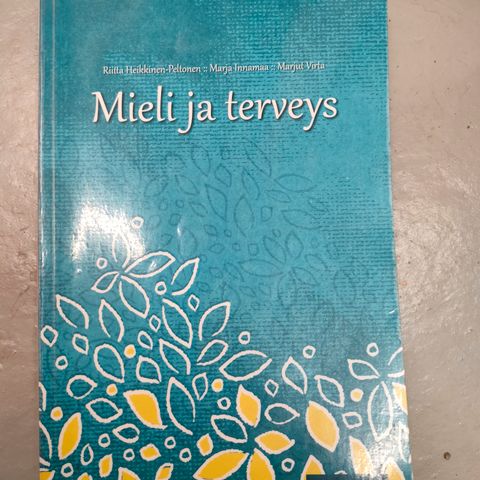 Riitta Heikkinen-Peltonen :: Marja Innamaa :: Marjut Virta
Mieli ja terveys